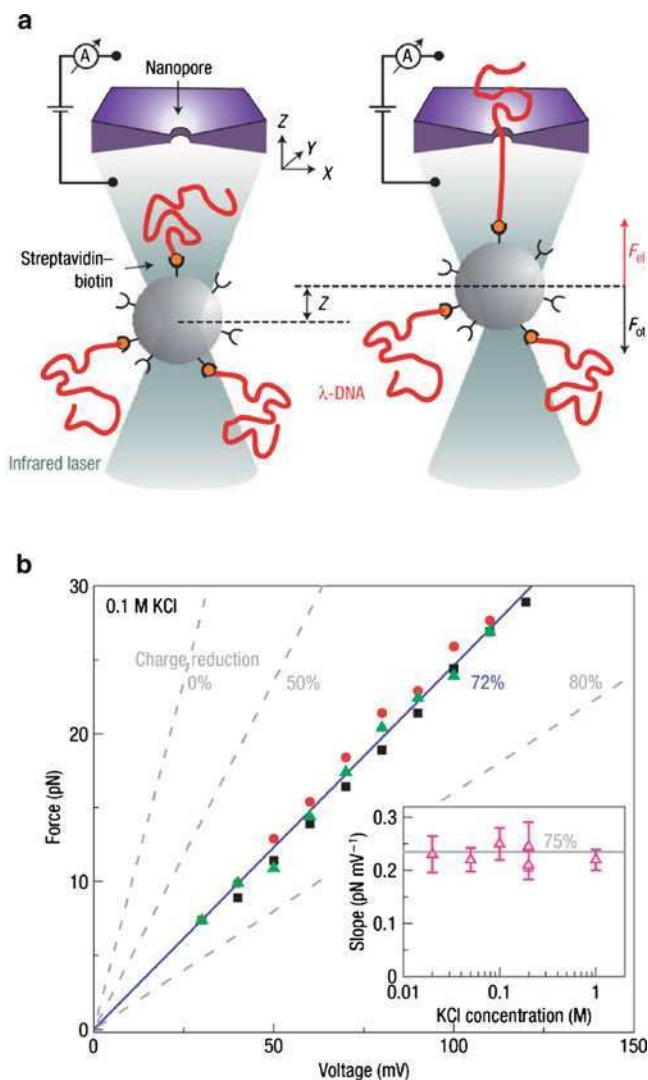 a
A
A
Nanopore
Z
Y
X
Streptavidin–
biotin
Z
F el
F ot
λ-DNA
Infrared laser
b
30
0.1 M KCl
Charge reduction
0%
50%
72%
80%
20
Force (pN)
10
0
0
50
100
150
Voltage (mV)
0.3
75%
0.2
0.1
0
Slope (pN mV⁻¹)
0.01
0.1
1
KCl concentration (M)